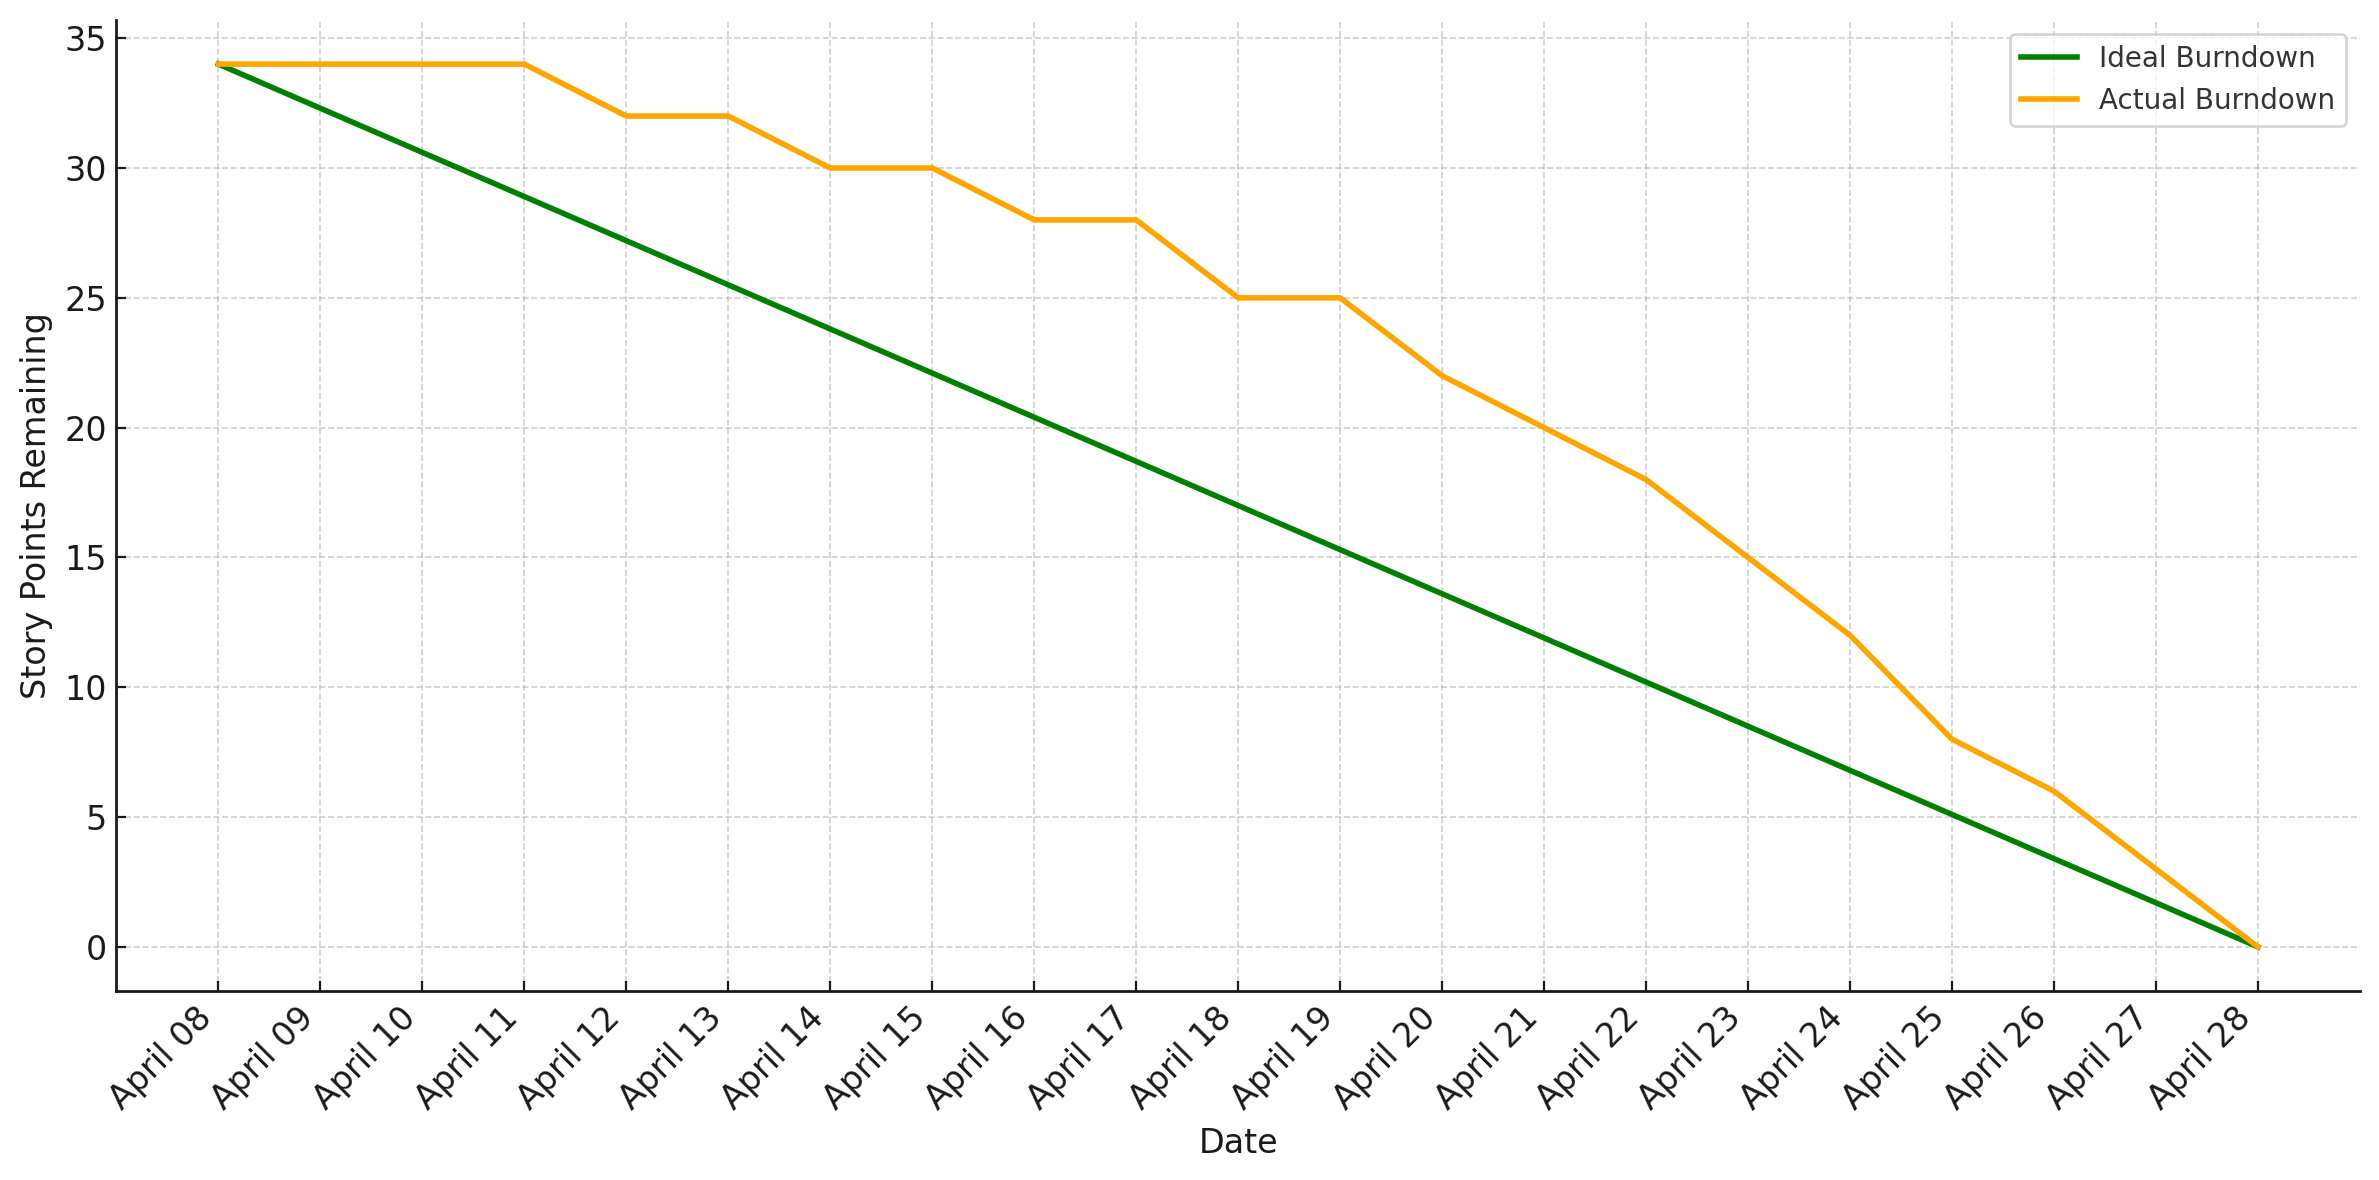 35
30
25
20
15
10
5
0
Story Points Remaining
Ideal Burndown
Actual Burndown
April 08
April 09
April 10
April 11
April 12
April 13
April 14
April 15
April 16
April 17
April 18
April 19
April 20
April 21
April 22
April 23
April 24
April 25
April 26
April 27
April 28
Date